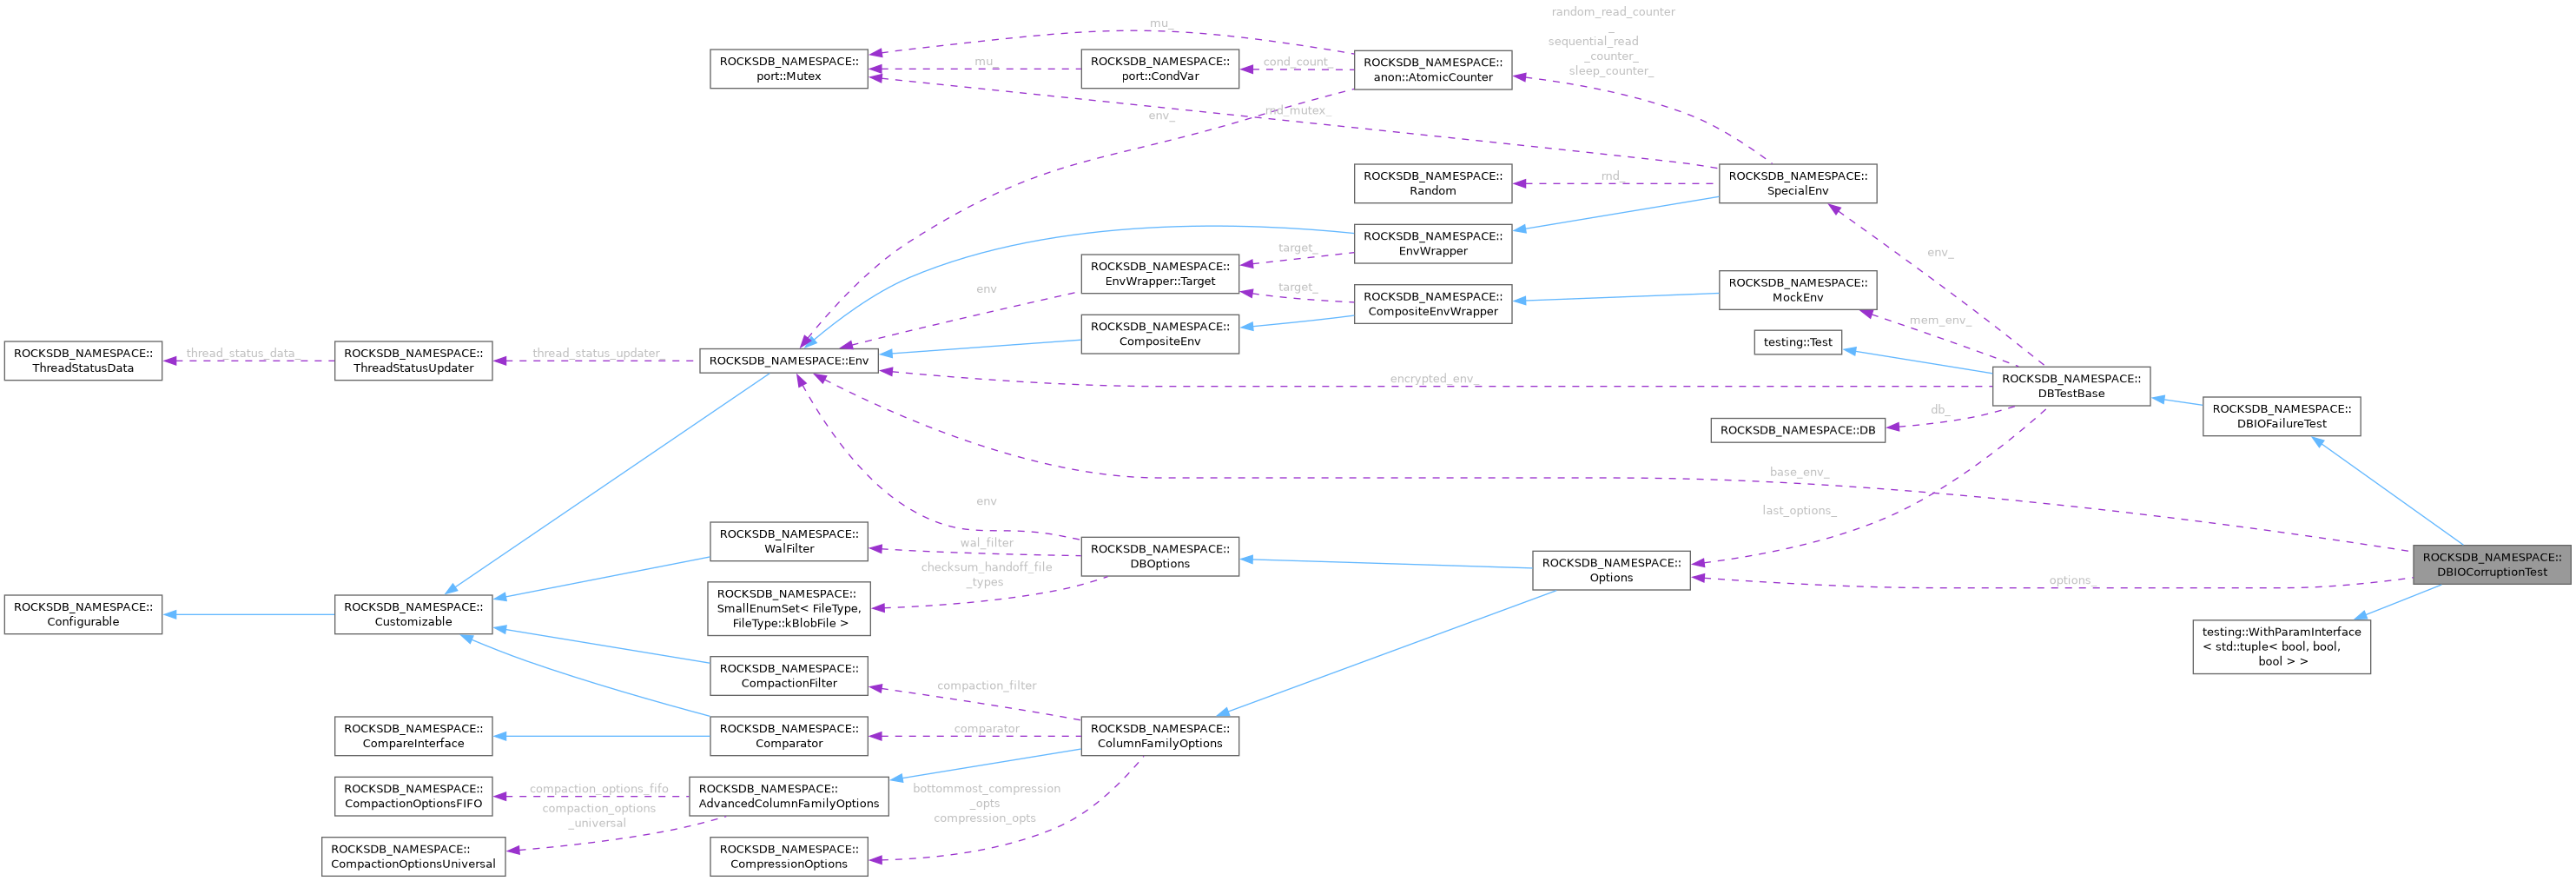 random_read_counter
_
sequential_read
_counter_
sleep_counter_
mu_
ROCKSDB_NAMESPACE::
port::Mutex
mu_
ROCKSDB_NAMESPACE::
port::CondVar
cond_count_
ROCKSDB_NAMESPACE::
anon::AtomicCounter
env_
rnd_mutex_
ROCKSDB_NAMESPACE::
Random
rnd_
ROCKSDB_NAMESPACE::
SpecialEnv
ROCKSDB_NAMESPACE::
EnvWrapper
target_
ROCKSDB_NAMESPACE::
EnvWrapper::Target
env
target_
ROCKSDB_NAMESPACE::
CompositeEnvWrapper
ROCKSDB_NAMESPACE::
MockEnv
env_
mem_env_
ROCKSDB_NAMESPACE::
CompositeEnv
testing::Test
ROCKSDB_NAMESPACE::
ThreadStatusData
thread_status_data_
ROCKSDB_NAMESPACE::
ThreadStatusUpdater
thread_status_updater_
ROCKSDB_NAMESPACE::Env
encrypted_env_
ROCKSDB_NAMESPACE::
DBTestBase
db_
ROCKSDB_NAMESPACE::DB
ROCKSDB_NAMESPACE::
DBIOFailureTest
base_env_
last_options_
env
ROCKSDB_NAMESPACE::
WalFilter
wal_filter
checksum_handoff_file
_types
ROCKSDB_NAMESPACE::
DBOptions
ROCKSDB_NAMESPACE::
Options
options_
ROCKSDB_NAMESPACE::
DBIOCorruptionTest
ROCKSDB_NAMESPACE::
SmallEnumSet< FileType,
FileType::kBlobFile >
ROCKSDB_NAMESPACE::
Configurable
ROCKSDB_NAMESPACE::
Customizable
testing::WithParamInterface
< std::tuple< bool, bool,
bool > >
ROCKSDB_NAMESPACE::
CompactionFilter
compaction_filter
ROCKSDB_NAMESPACE::
CompareInterface
ROCKSDB_NAMESPACE::
Comparator
comparator
ROCKSDB_NAMESPACE::
ColumnFamilyOptions
ROCKSDB_NAMESPACE::
CompactionOptionsFIFO
compaction_options_fifo
compaction_options
_universal
ROCKSDB_NAMESPACE::
AdvancedColumnFamilyOptions
bottommost_compression
_opts
compression_opts
ROCKSDB_NAMESPACE::
CompactionOptionsUniversal
ROCKSDB_NAMESPACE::
CompressionOptions